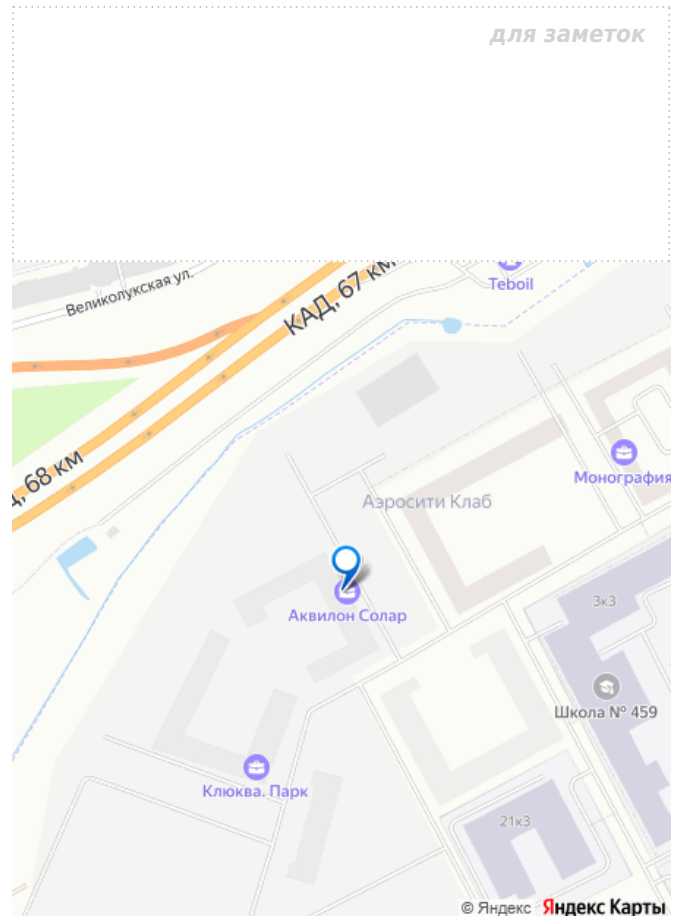 для заметок
Великолукская ул.
КАД, 67 км
Teboil
Д, 68 км
Монография
Аэросити Клаб
Аквилон Солар
3к3
Школа № 459
Клюква. Парк
21к3
© Яндекс Яндекс Карты